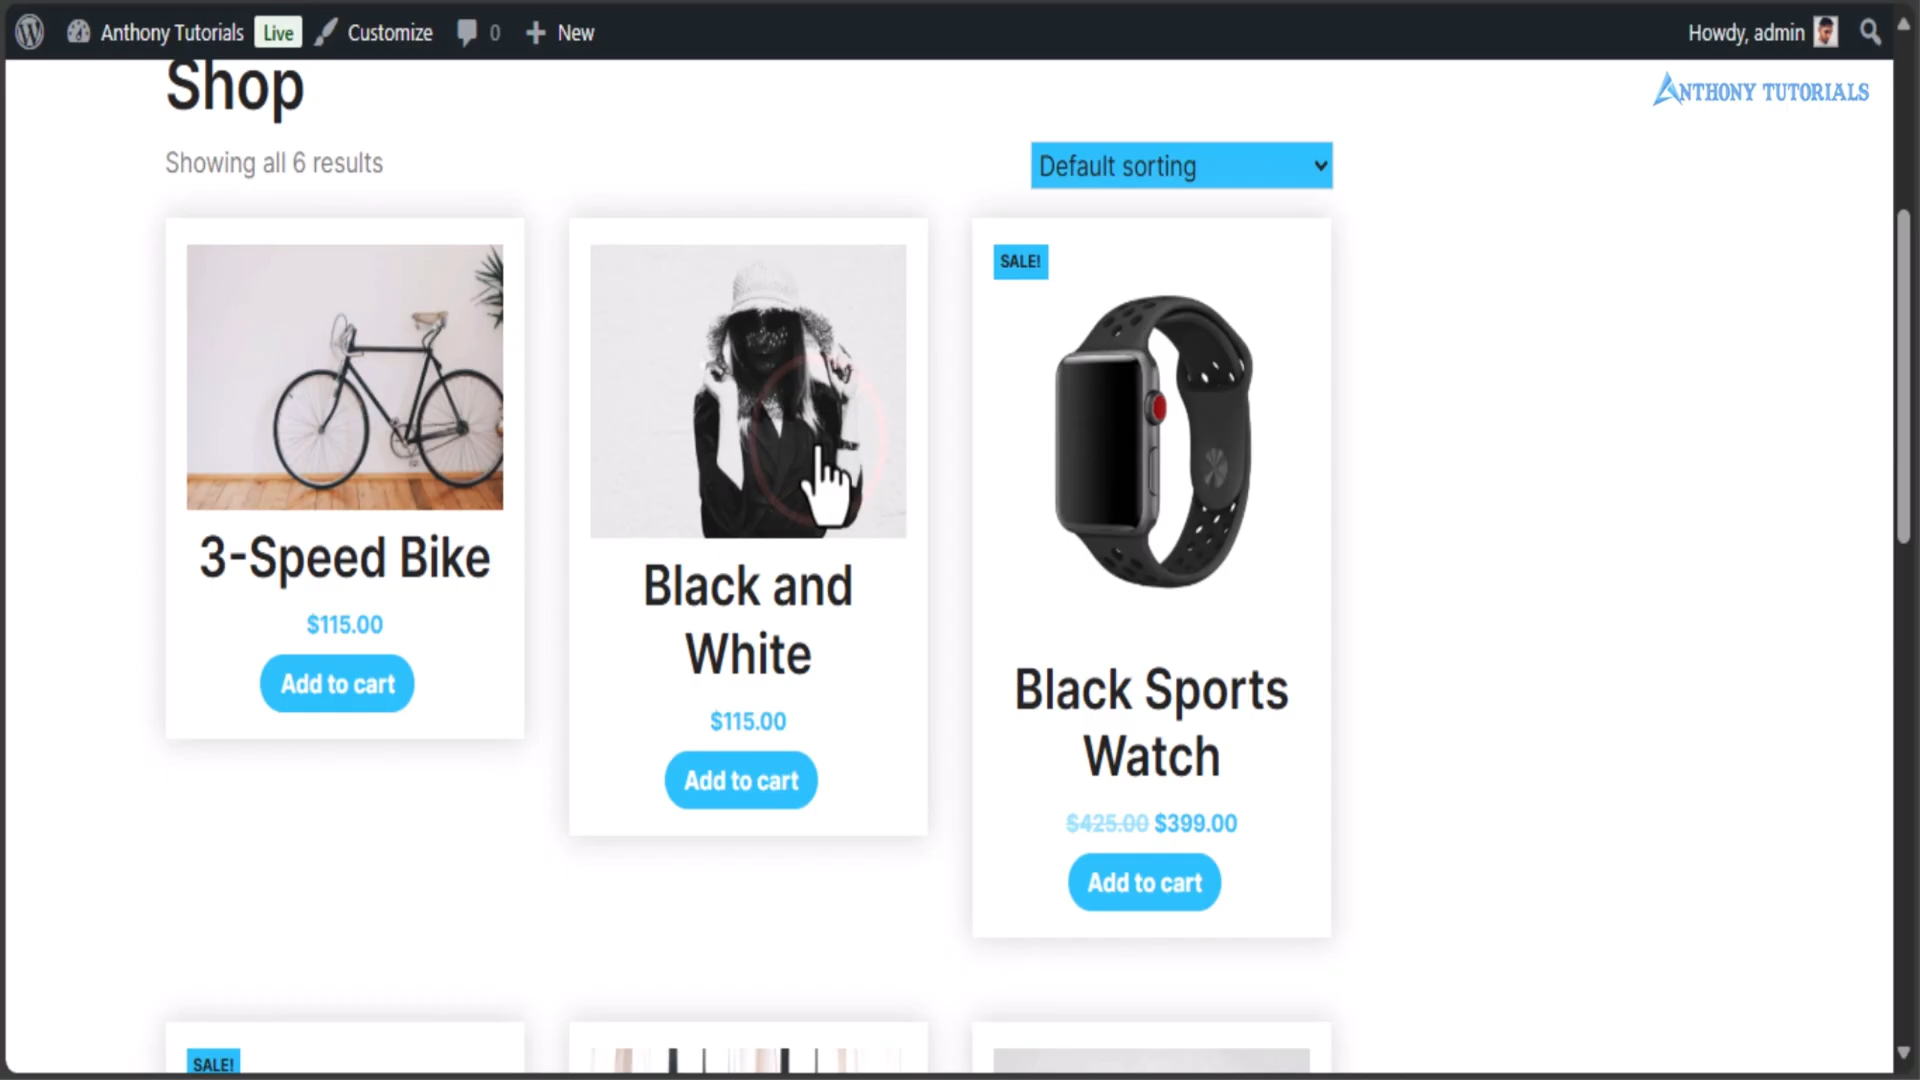 Anthony Tutorials Live Customize 0 New Howdy, admin
Shop
ANTHONY TUTORIALS
Showing all 6 results
Default sorting
SALE!
3-Speed Bike
$115.00
Add to cart
Black and
White
$115.00
Add to cart
Black Sports
Watch
$425.00 $399.00
Add to cart
SALE!